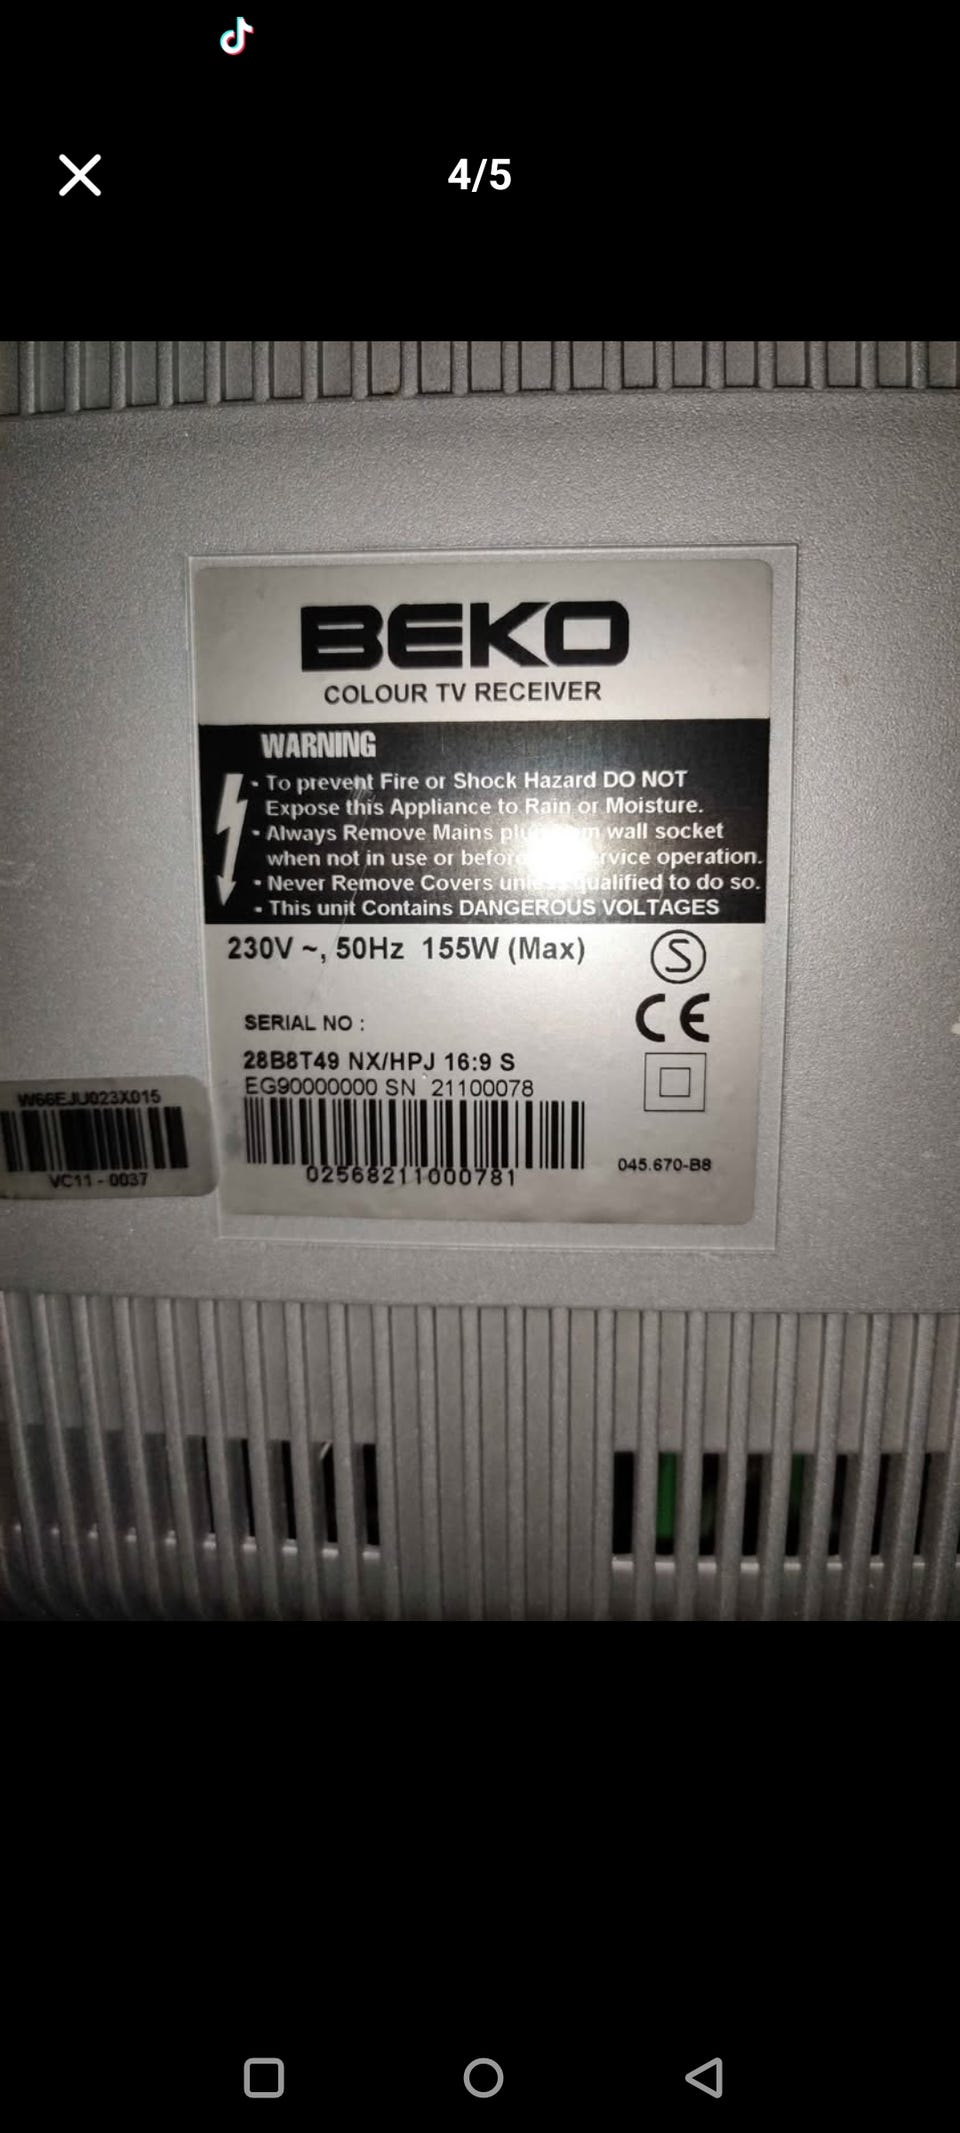 4/5
BEKO
COLOUR TV RECEIVER
WARNING
• To prevent Fire or Shock Hazard DO NOT
Expose this Appliance to Rain or Moisture.
• Always Remove Mains wall socket
when not in use or operation.
• Never Remove Covers qualified to do so.
• This unit Contains DANGEROUS VOLTAGES
230V ~, 50Hz 155W (Max)
S
CE
SERIAL NO :
28B8T49 NX/HPJ 16:9 S
EG90000000 SN 21100078
02568211000781
045.670-B8
W66EJU023X015
VC11-0037